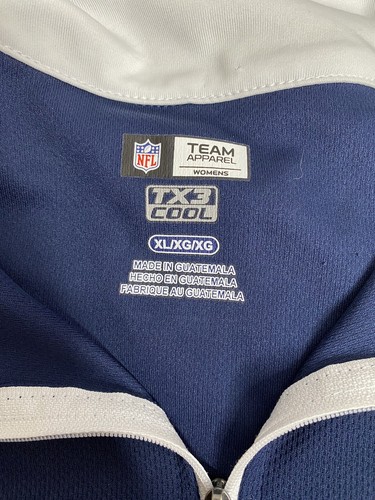 NFL
TEAM
APPAREL
WOMENS
TX3
COOL
XL/XG/XG
MADE IN GUATEMALA
HECHO EN GUATEMALA
FABRIQUE AU GUATEMALA